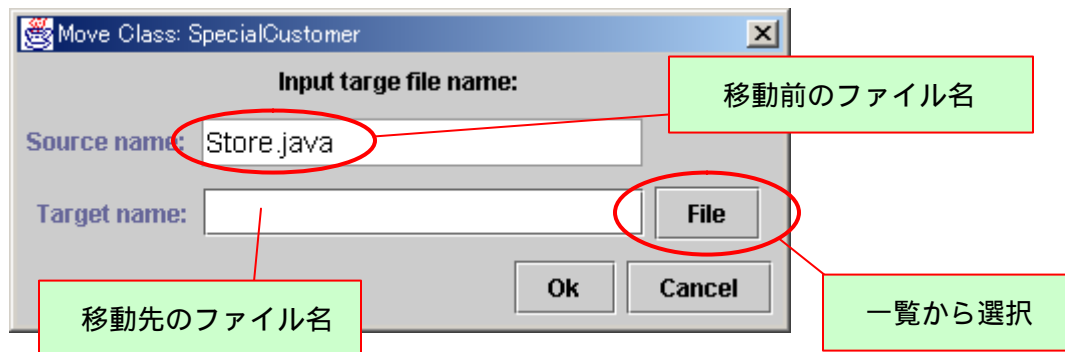 Move Class: SpecialCustomer
Input targe file name:
移動前のファイル名
Source name: Store.java
Target name: File
Ok Cancel
移動先のファイル名
一覧から選択